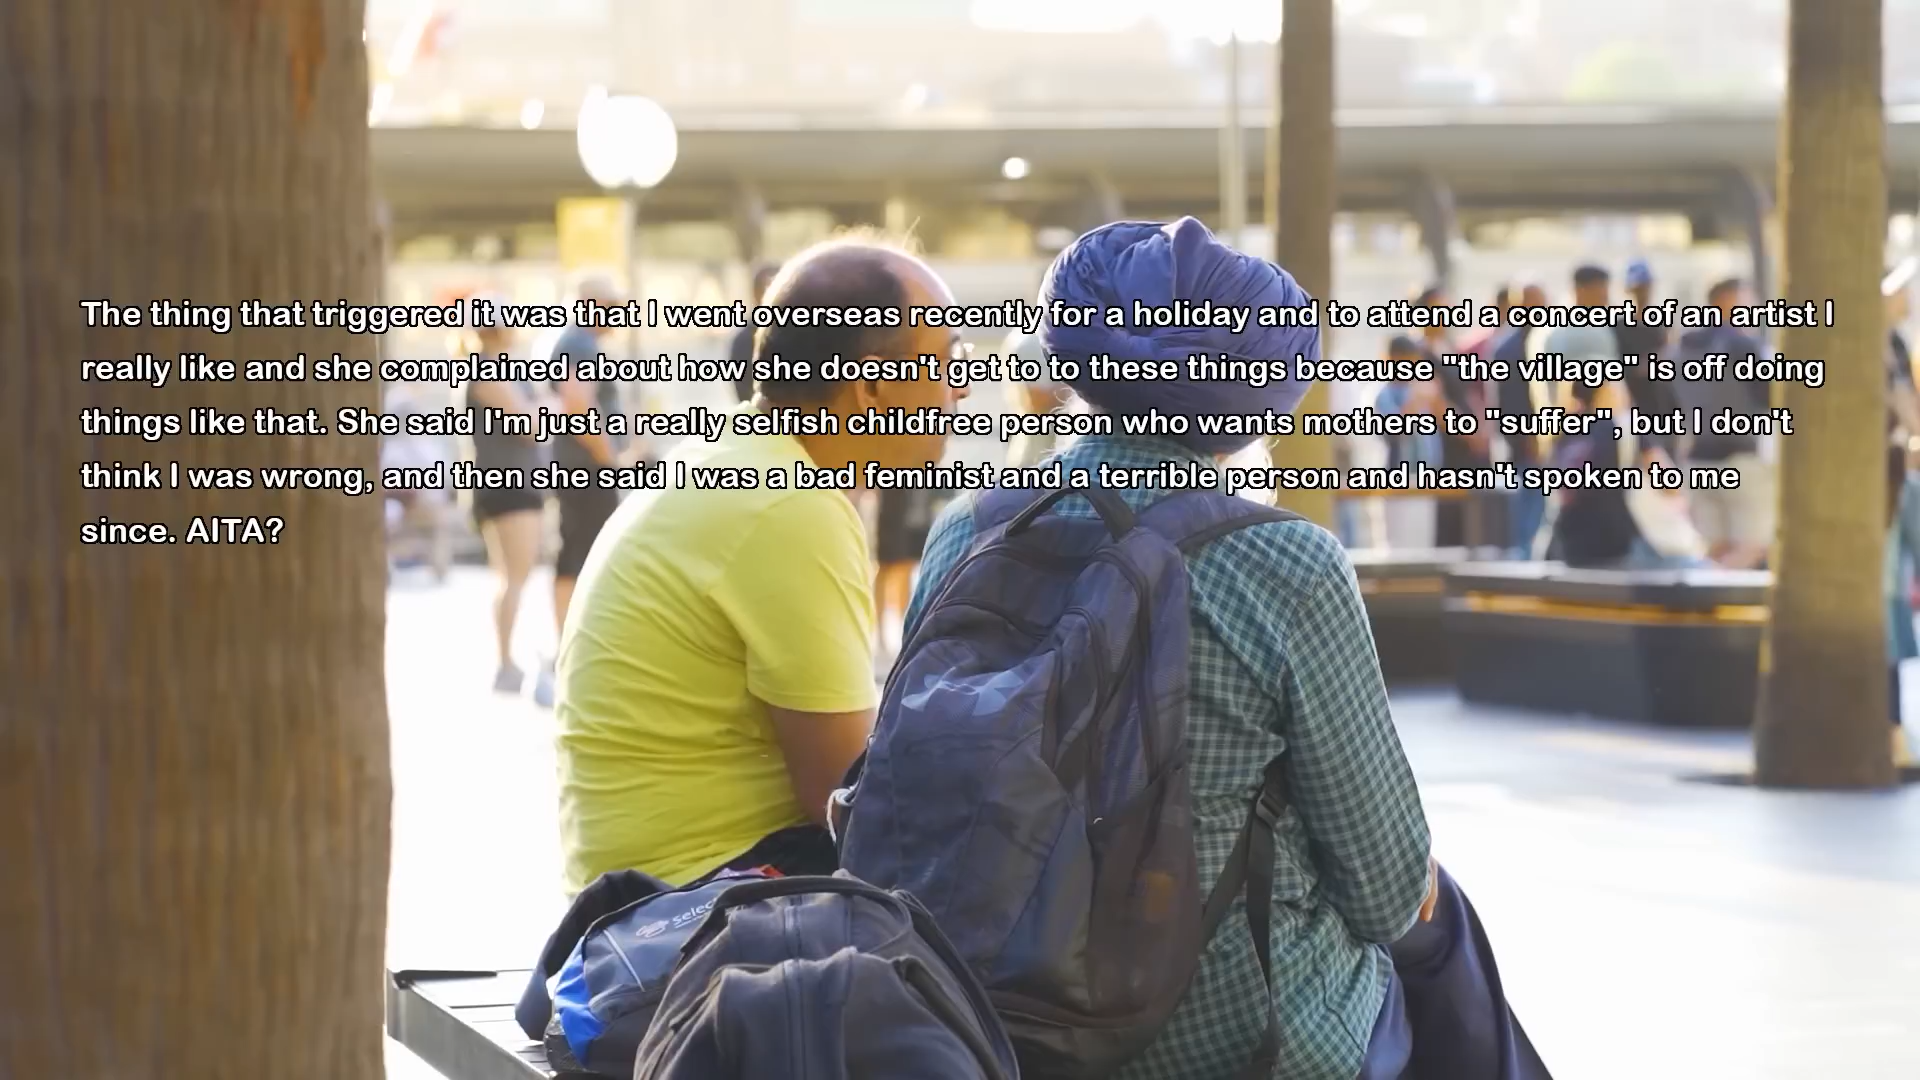 The thing that triggered it was that I went overseas recently for a holiday and to attend a concert of an artist I
really like and she complained about how she doesn't get to to these things because "the village" is off doing
things like that. She said I'm just a really selfish childfree person who wants mothers to "suffer", but I don't
think I was wrong, and then she said I was a bad feminist and a terrible person and hasn't spoken to me
since. AITA?
selec